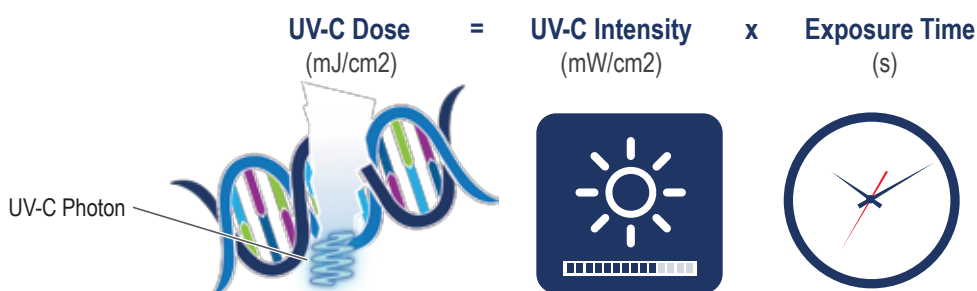 UV-C Dose = UV-C Intensity x Exposure Time
(mJ/cm2) (mW/cm2) (s)
UV-C Photon